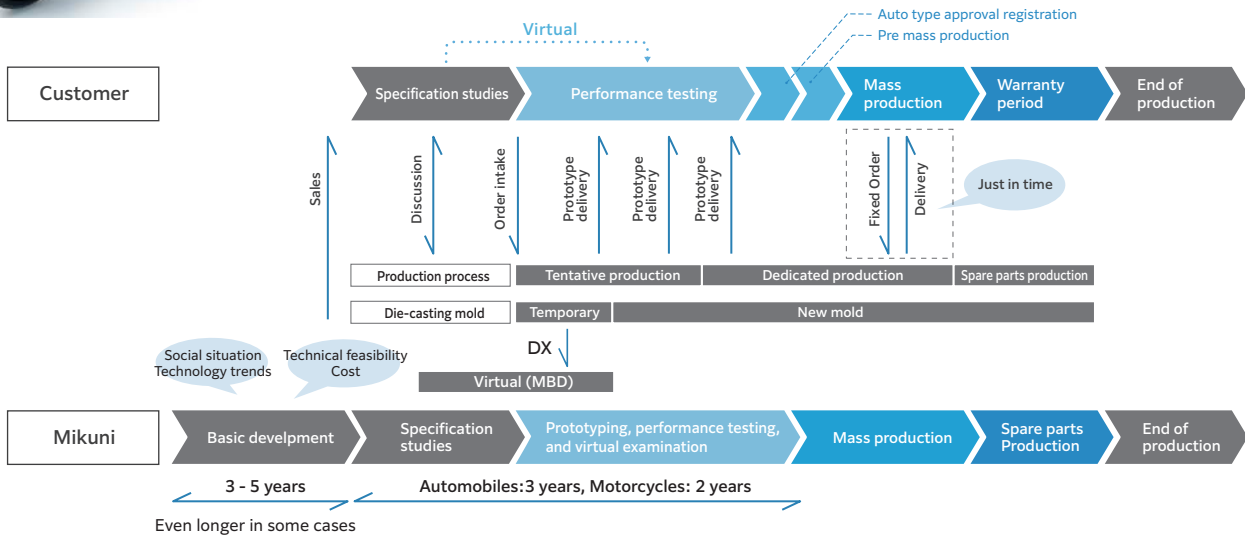 Auto type approval registration
Virtual
Pre mass production
Customer
Specification studies
Performance testing
Mass
production
Warranty
period
End of
production
Sales
Discussion
Order intake
Prototype
delivery
Prototype
delivery
Prototype
delivery
Fixed Order
Delivery
Just in time
Production process
Tentative production
Dedicated production
Spare parts production
Die-casting mold
Temporary
New mold
DX
Social situation
Technology trends
Technical feasibility
Cost
Virtual (MBD)
Mikuni
Basic develpment
Specification
studies
Prototyping, performance testing,
and virtual examination
Mass production
Spare parts
Production
End of
production
3 - 5 years
Automobiles:3 years, Motorcycles: 2 years
Even longer in some cases